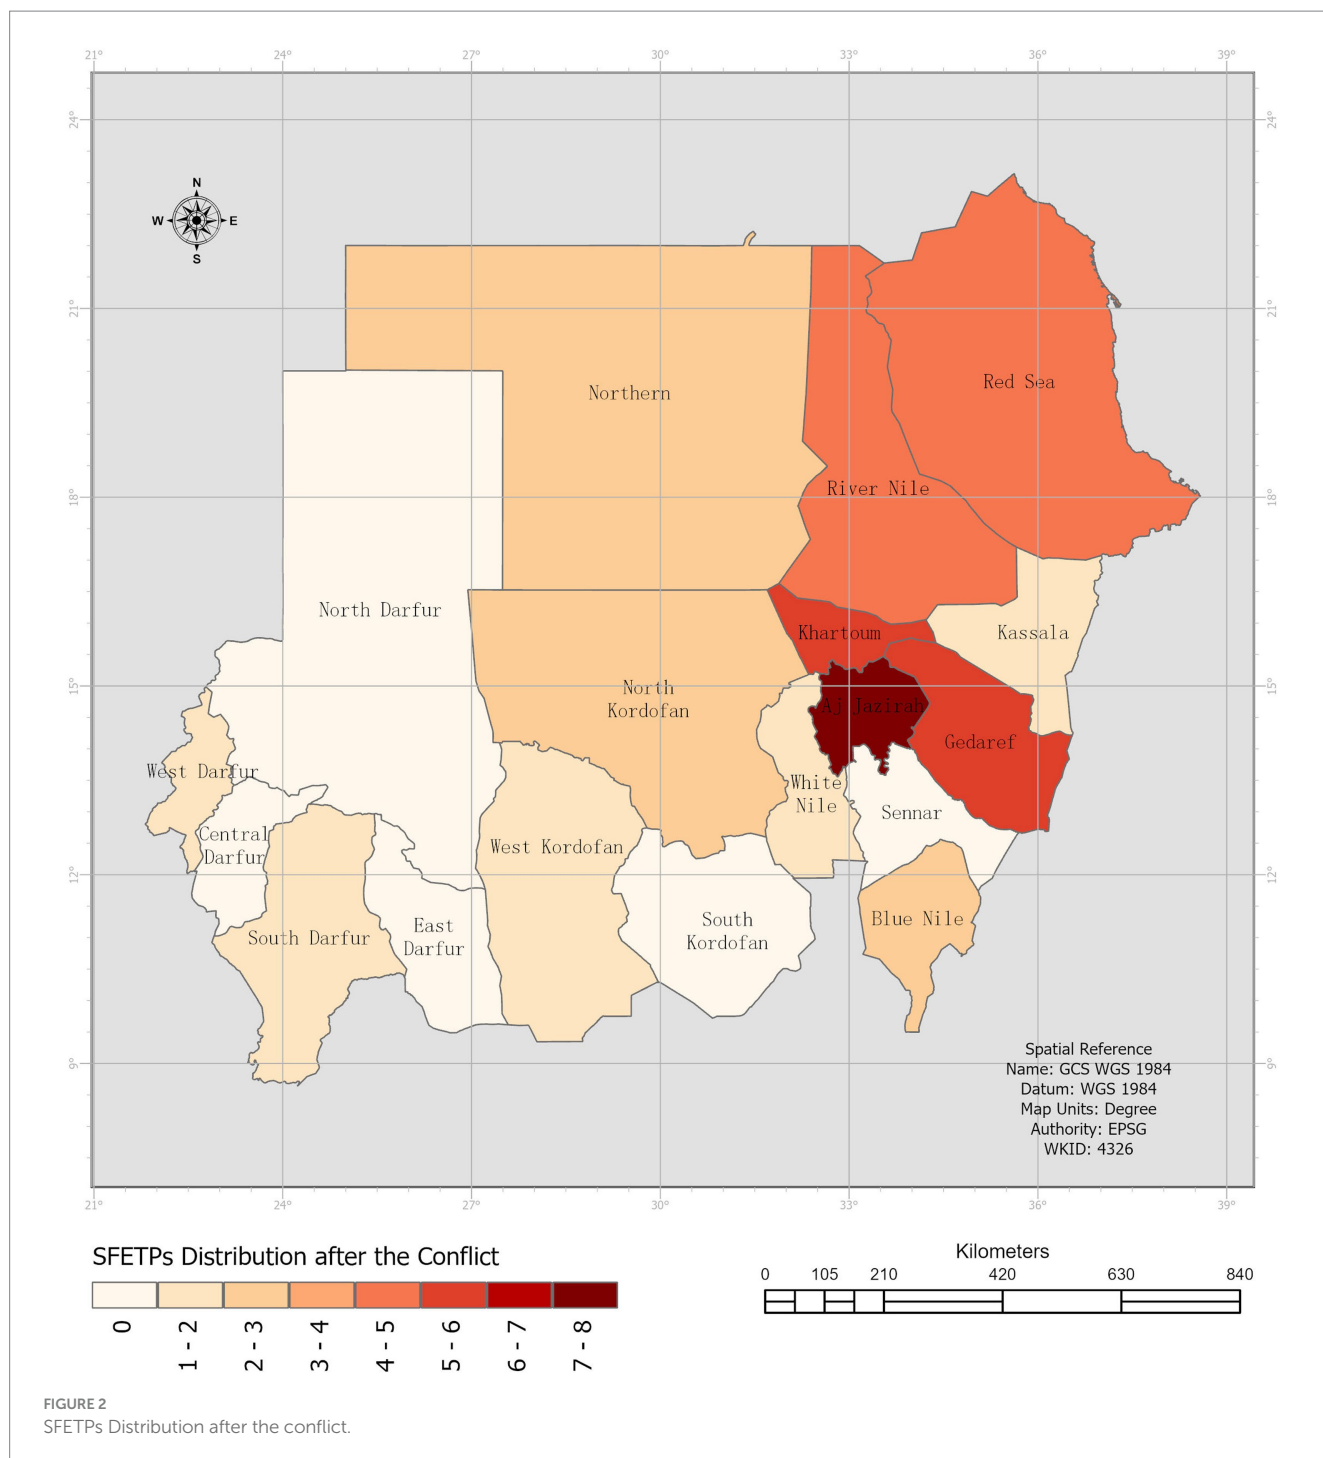 21° 24° 27° 30° 33° 36° 39°
24° 24°
N
W E
S
21° 21°
Northern
Red Sea
River Nile
18° 18°
North Darfur
Khartoum
Kassala
15° 15°
North
Kordofan
Aj Jazirah
Gedaref
West Darfur
White
Nile
Sennar
Central
Darfur
West Kordofan
12° 12°
South Darfur
East
Darfur
South
Kordofan
Blue Nile
9° 9°
Spatial Reference
Name: GCS WGS 1984
Datum: WGS 1984
Map Units: Degree
Authority: EPSG
WKID: 4326
21° 24° 27° 30° 33° 36° 39°
SFETPs Distribution after the Conflict
0
1 - 2
2 - 3
3 - 4
4 - 5
5 - 6
6 - 7
7 - 8
Kilometers
0 105 210 420 630 840
FIGURE 2
SFETPs Distribution after the conflict.